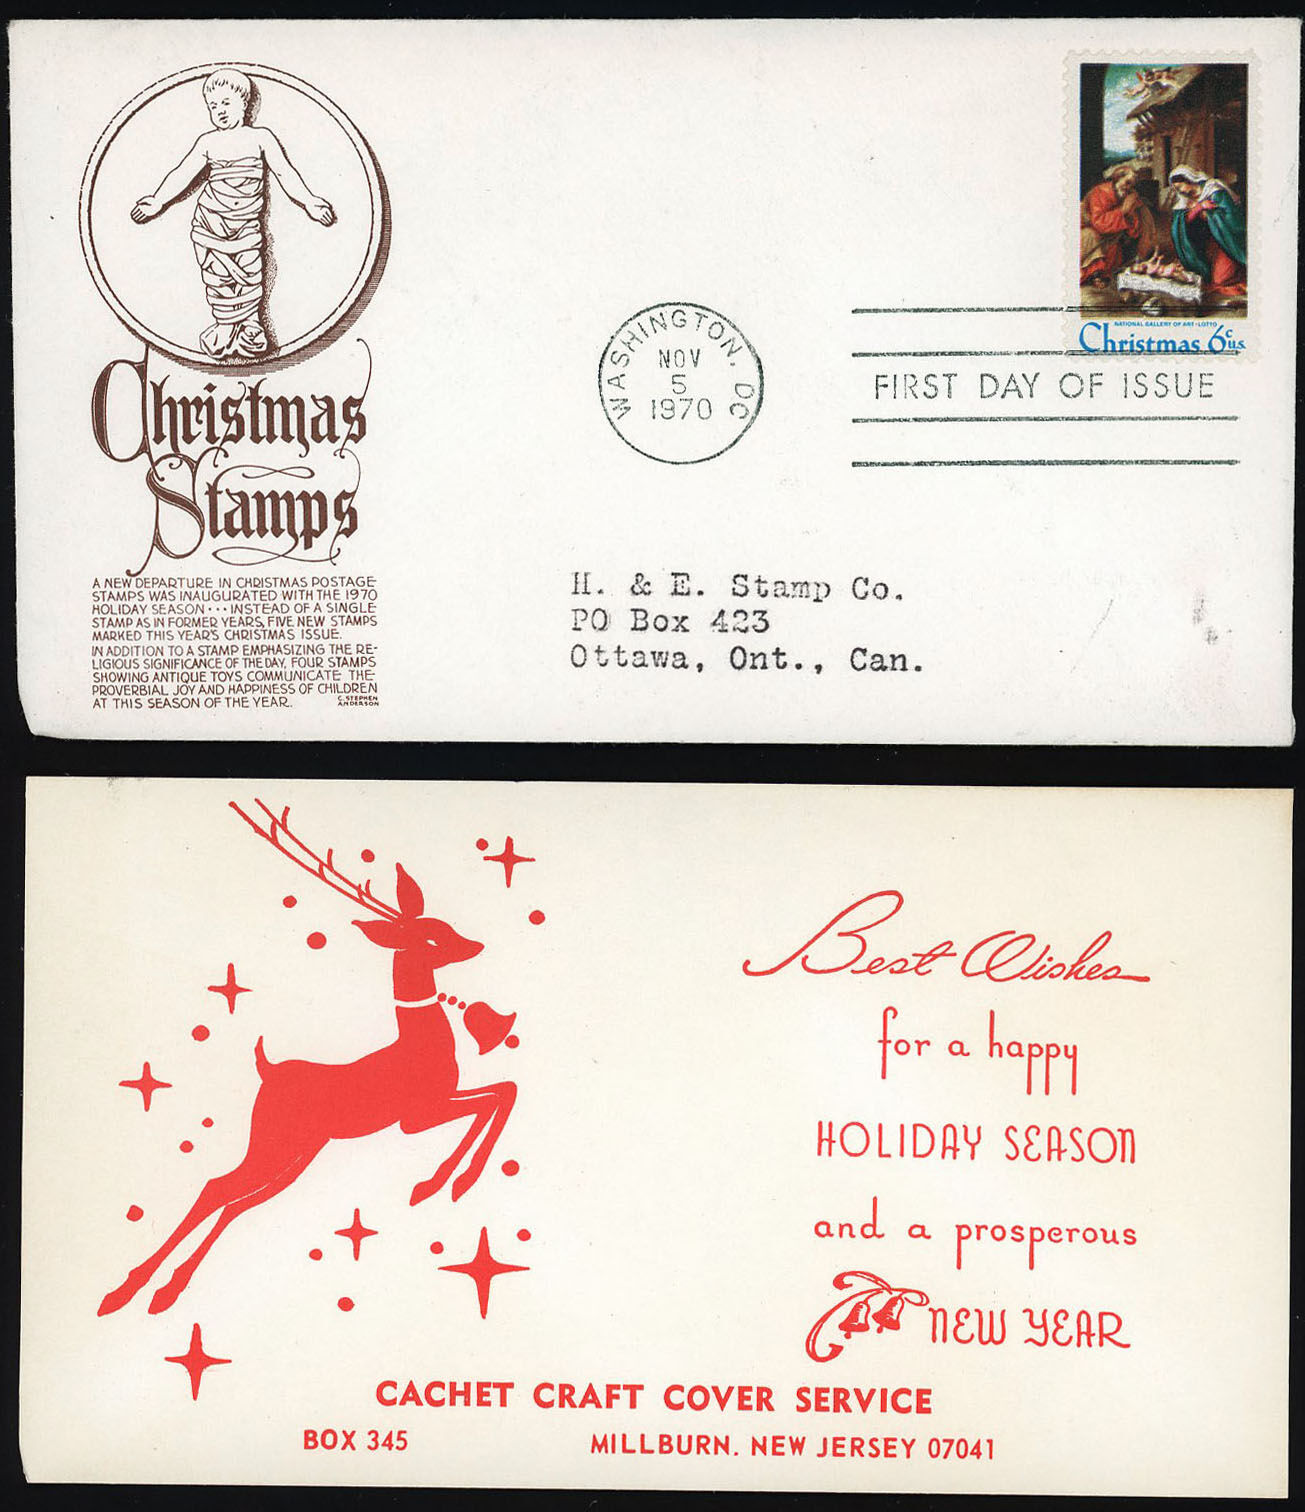 NATIONAL GALLERY OF ART · LOTTO
Christmas 6c U.S.
WASHINGTON, DC
NOV
5
1970
FIRST DAY OF ISSUE
Christmas
Stamps
A NEW DEPARTURE IN CHRISTMAS POSTAGE
STAMPS WAS INAUGURATED WITH THE 1970
HOLIDAY SEASON ··· INSTEAD OF A SINGLE
STAMP AS IN FORMER YEARS, FIVE NEW STAMPS
MARKED THIS YEAR'S CHRISTMAS ISSUE.
IN ADDITION TO A STAMP EMPHASIZING THE RE-
LIGIOUS SIGNIFICANCE OF THE DAY, FOUR STAMPS
SHOWING ANTIQUE TOYS COMMUNICATE THE
PROVERBIAL JOY AND HAPPINESS OF CHILDREN
AT THIS SEASON OF THE YEAR.
C. STEPHEN
ANDERSON
H. & E. Stamp Co.
PO Box 423
Ottawa, Ont., Can.
Best Wishes
for a happy
HOLIDAY SEASON
and a prosperous
NEW YEAR
CACHET CRAFT COVER SERVICE
BOX 345 MILLBURN. NEW JERSEY 07041